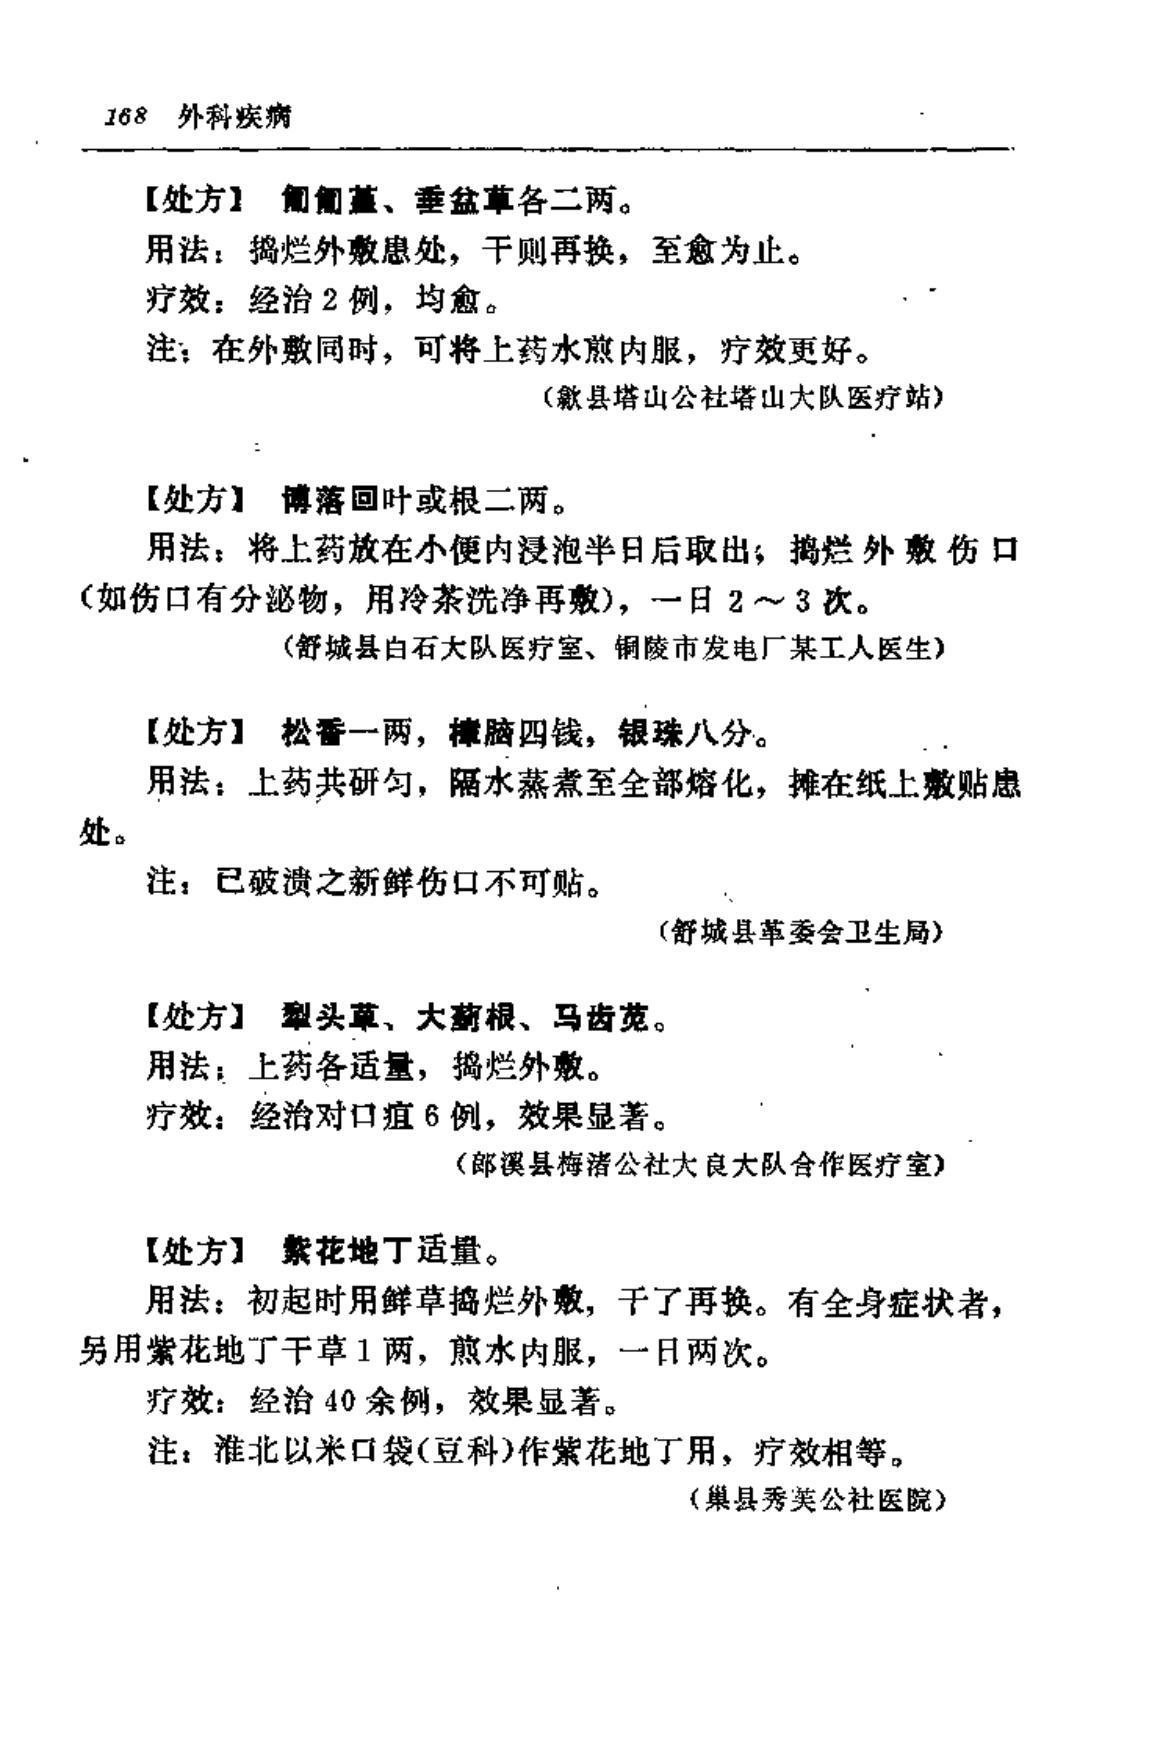 168 外科疾病
【处方】 匍匐堇、垂盆草各二两。
用法：捣烂外敷患处，干则再换，至愈为止。
疗效：经治2例，均愈。
注：在外敷同时，可将上药水煎内服，疗效更好。
（歙县塔山公社塔山大队医疗站）
【处方】 博落回叶或根二两。
用法：将上药放在小便内浸泡半日后取出；捣烂外敷伤口
（如伤口有分泌物，用冷茶洗净再敷），一日2～3次。
（舒城县白石大队医疗室、铜陵市发电厂某工人医生）
【处方】 松香一两，樟脑四钱，银珠八分。
用法：上药共研匀，隔水蒸煮至全部熔化，摊在纸上敷贴患
处。
注：已破溃之新鲜伤口不可贴。
（舒城县革委会卫生局）
【处方】 犁头草、大蓟根、马齿苋。
用法：上药各适量，捣烂外敷。
疗效：经治对口疽6例，效果显著。
（郎溪县梅渚公社大良大队合作医疗室）
【处方】 紫花地丁适量。
用法：初起时用鲜草捣烂外敷，干了再换。有全身症状者，
另用紫花地丁干草1两，煎水内服，一日两次。
疗效：经治40余例，效果显著。
注：淮北以米口袋（豆科）作紫花地丁用，疗效相等。
（巢县秀芙公社医院）